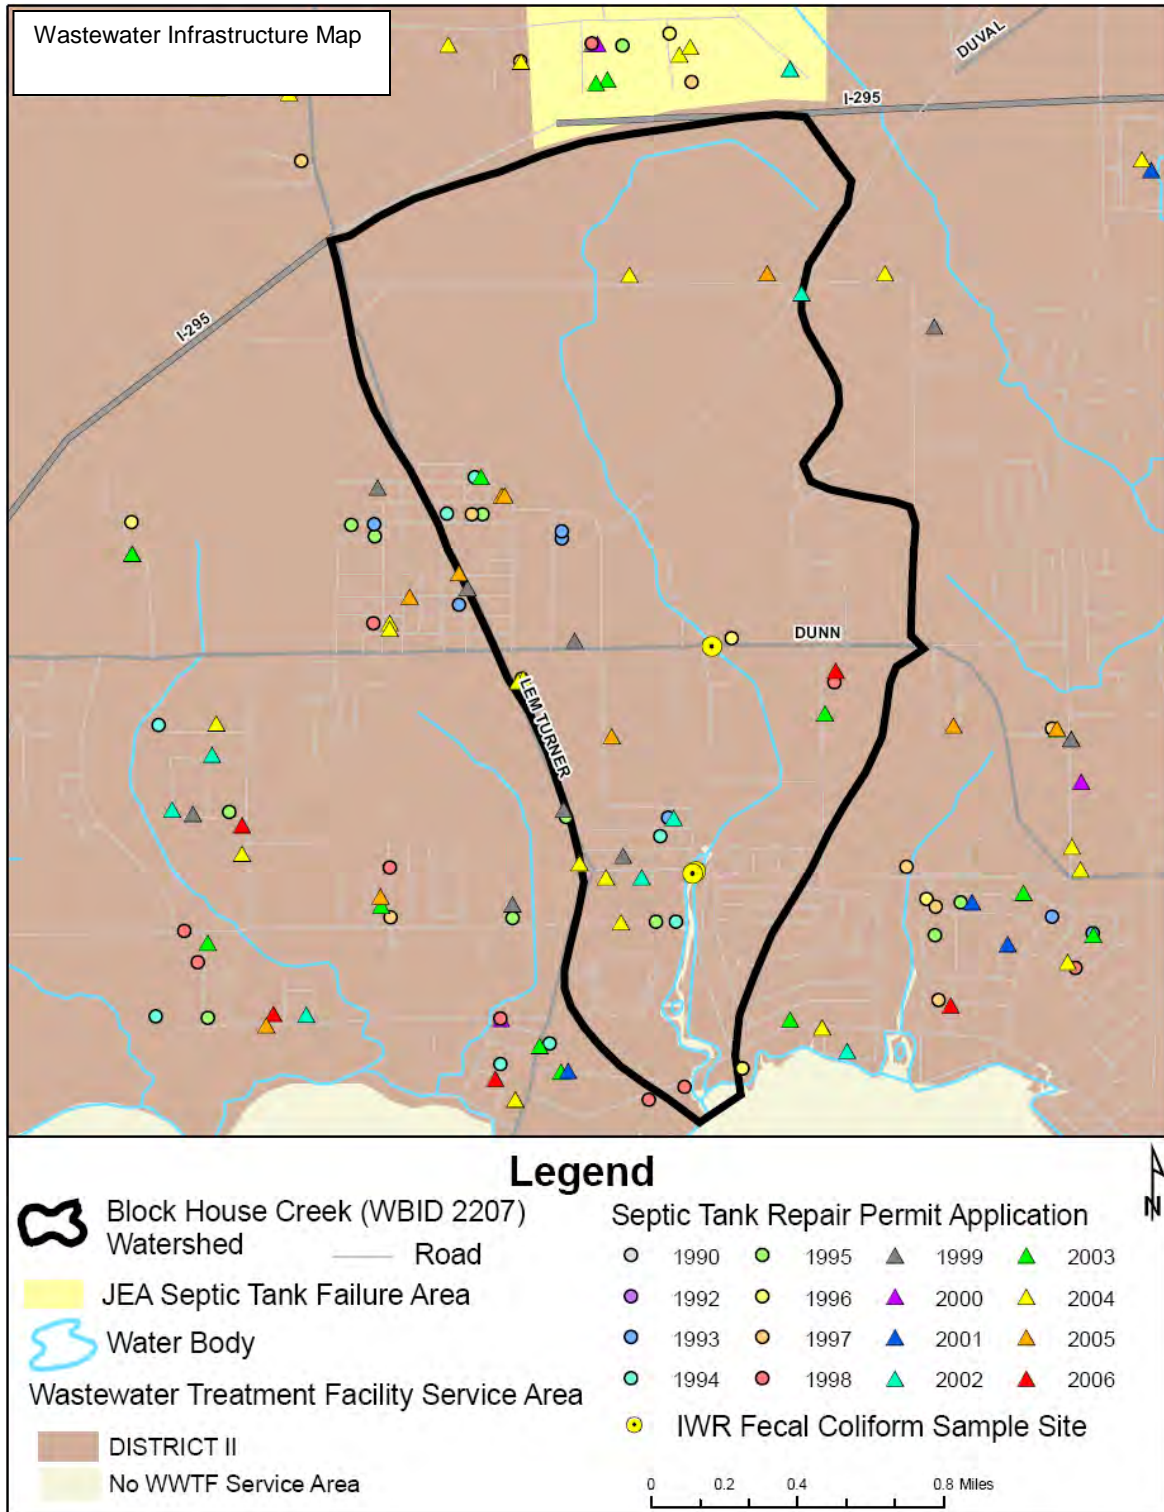 Wastewater Infrastructure Map
DUVAL
I-295
I-295
DUNN
LEM TURNER
Legend
Block House Creek (WBID 2207)
Watershed
Road
JEA Septic Tank Failure Area
Water Body
Wastewater Treatment Facility Service Area
DISTRICT II
No WWTF Service Area
Septic Tank Repair Permit Application
1990 1995 1999 2003
1992 1996 2000 2004
1993 1997 2001 2005
1994 1998 2002 2006
IWR Fecal Coliform Sample Site
0 0.2 0.4 0.8 Miles
N